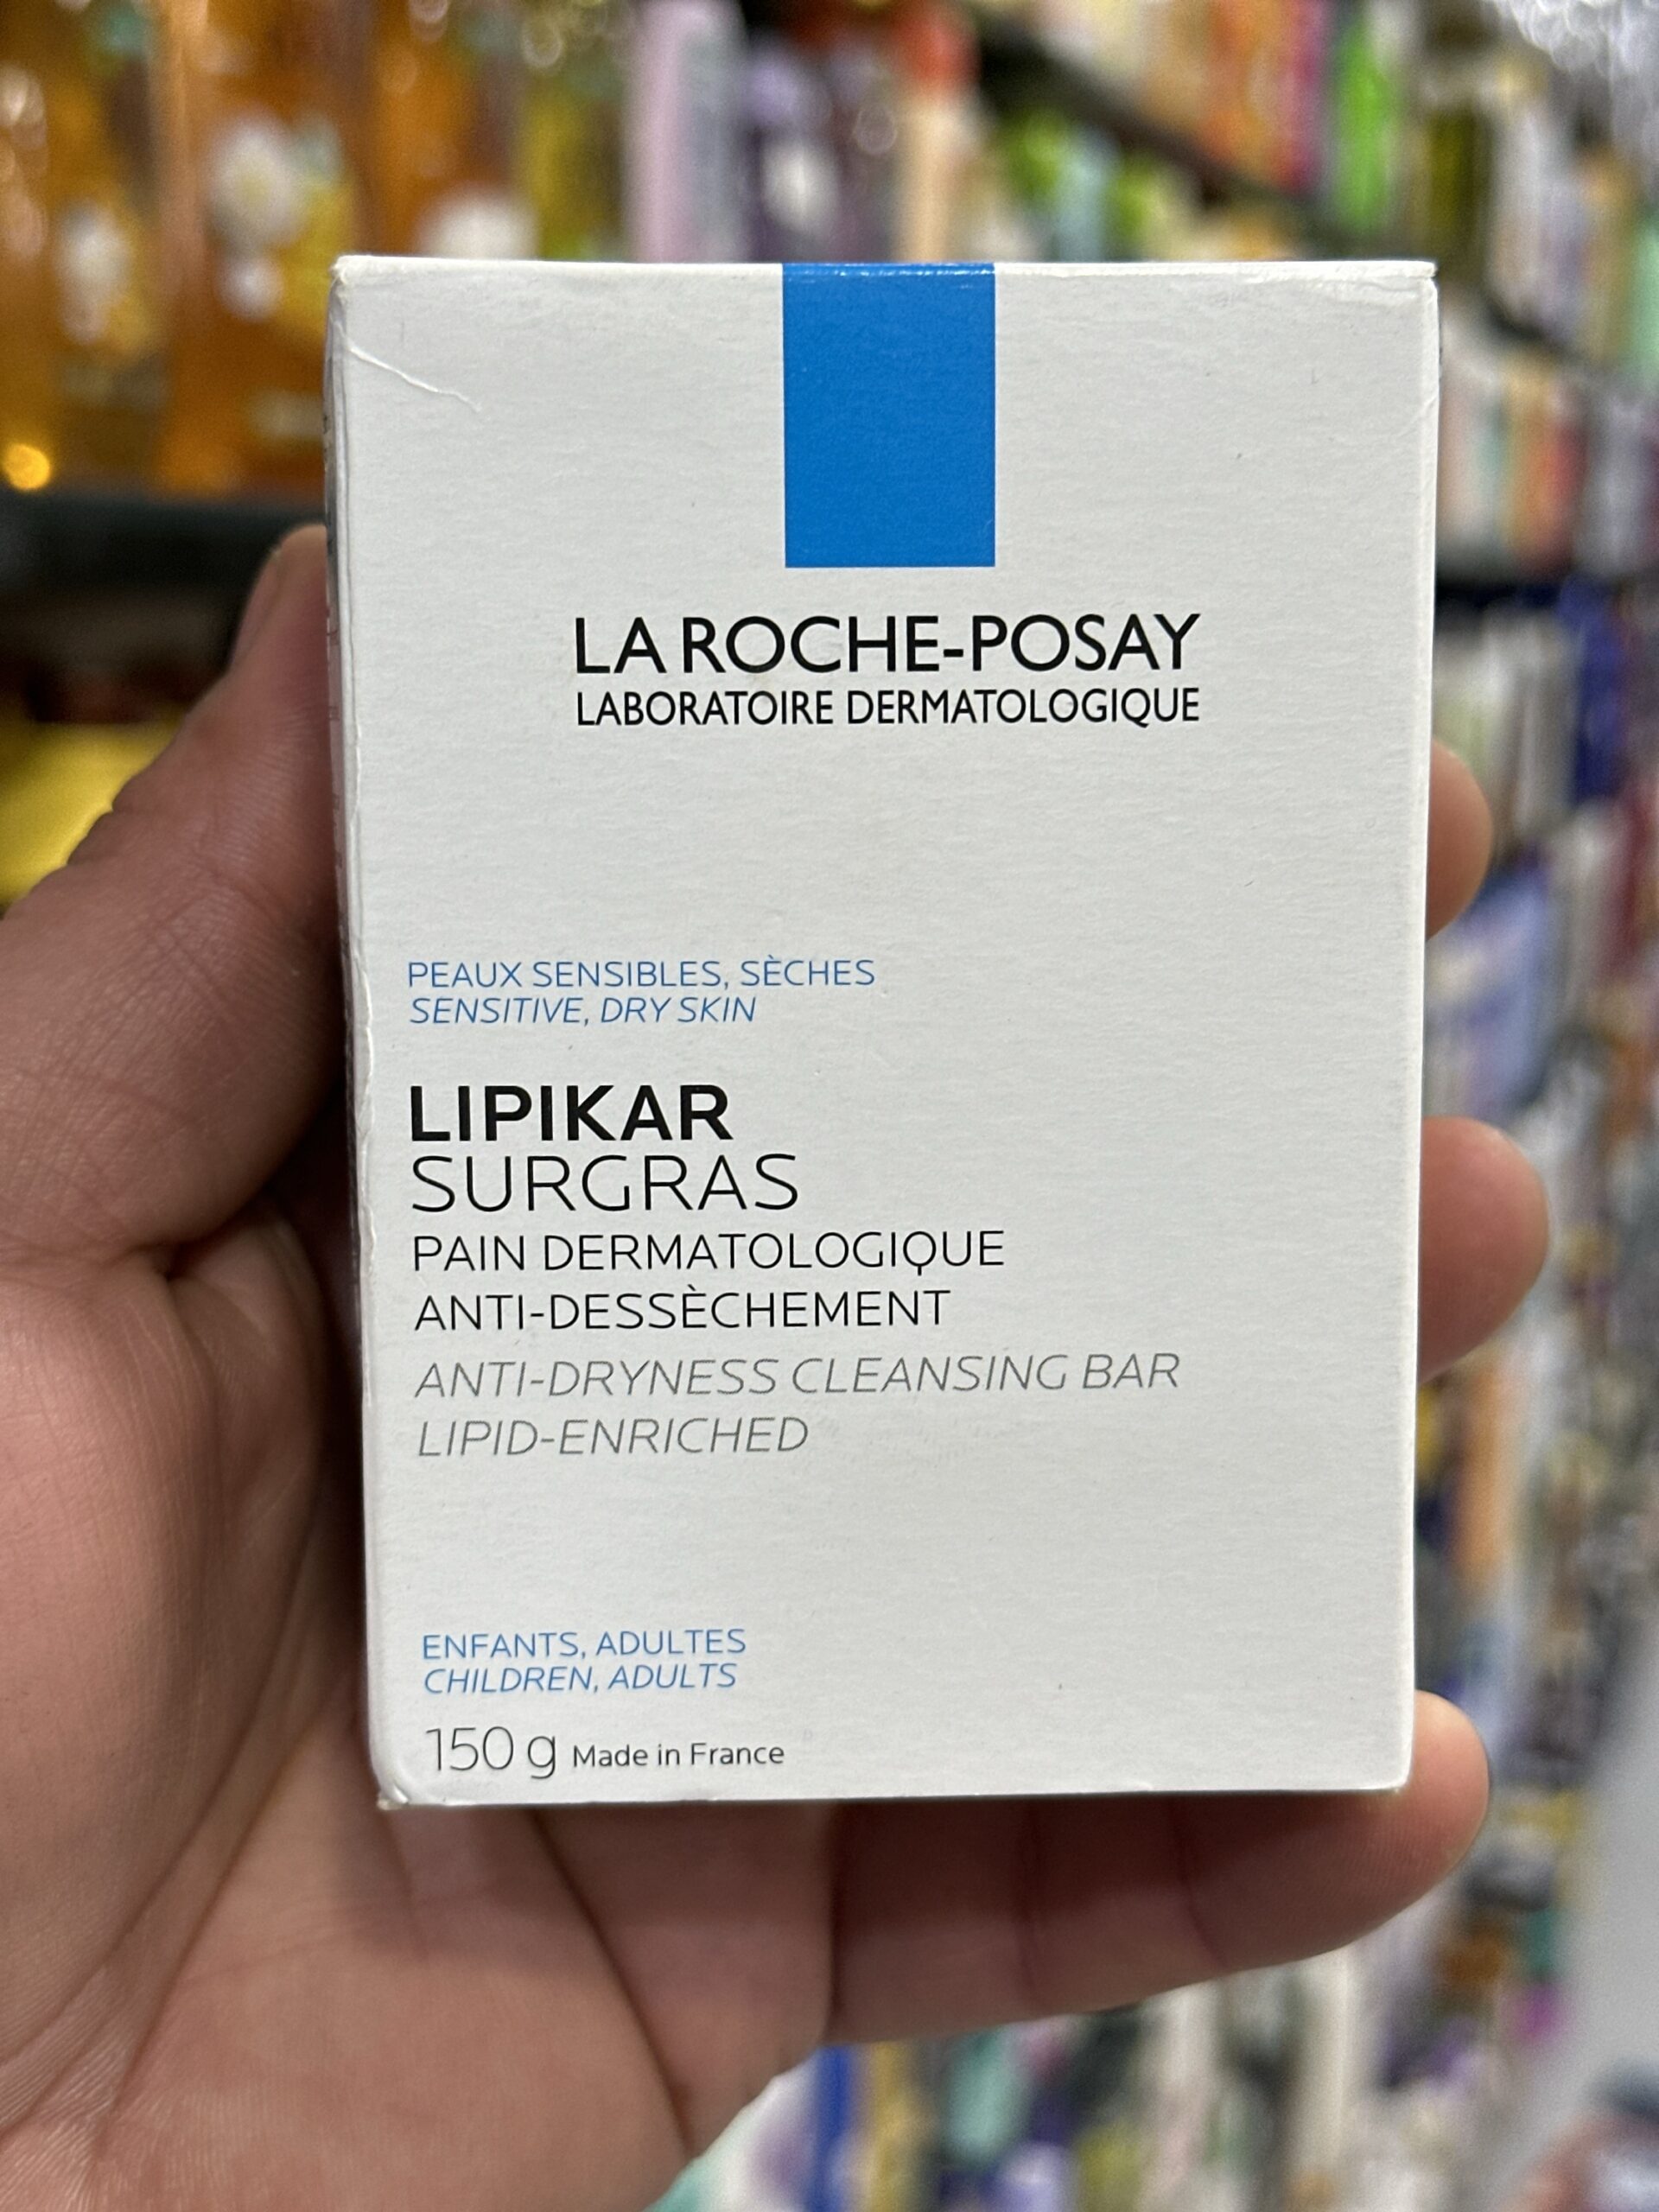 LA ROCHE-POSAY
LABORATOIRE DERMATOLOGIQUE
PEAUX SENSIBLES, SÈCHES
SENSITIVE, DRY SKIN
LIPIKAR
SURGRAS
PAIN DERMATOLOGIQUE
ANTI-DESSÈCHEMENT
ANTI-DRYNESS CLEANSING BAR
LIPID-ENRICHED
ENFANTS, ADULTES
CHILDREN, ADULTS
150 g Made in France